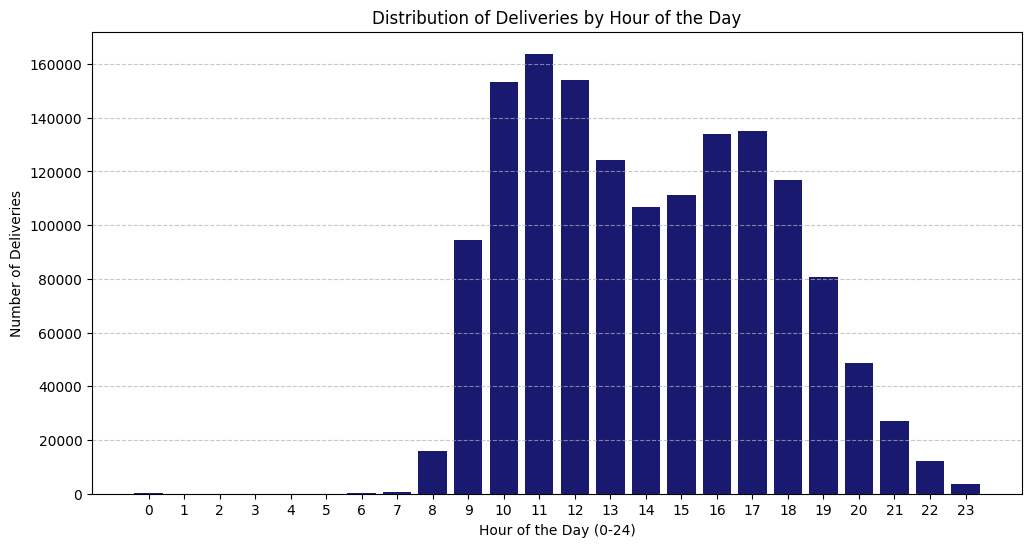 Distribution of Deliveries by Hour of the Day
160000
140000
120000
100000
80000
60000
40000
20000
0
Number of Deliveries
0 1 2 3 4 5 6 7 8 9 10 11 12 13 14 15 16 17 18 19 20 21 22 23
Hour of the Day (0-24)